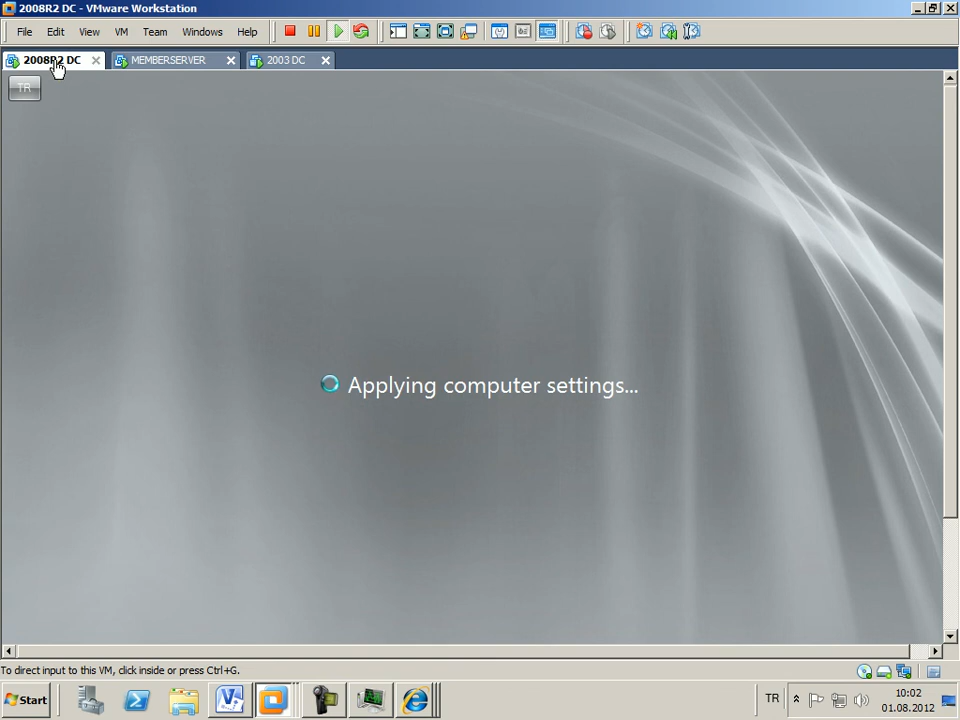 2008R2 DC - VMware Workstation
File Edit View VM Team Windows Help
2008R2 DC MEMBERSERVER 2003 DC
TR
Applying computer settings...
To direct input to this VM, click inside or press Ctrl+G.
Start
TR
10:02
01.08.2012